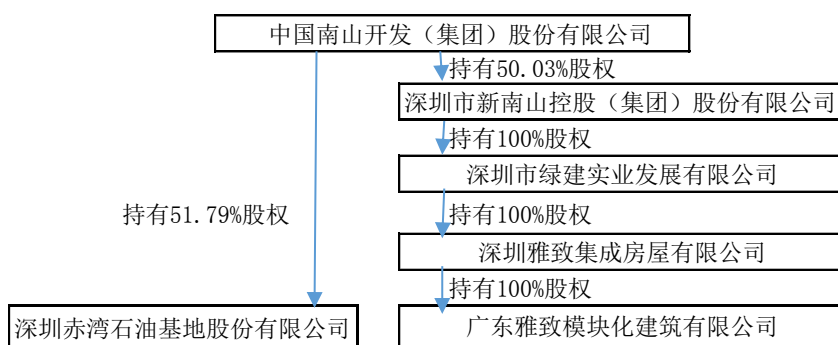 中国南山开发（集团）股份有限公司
持有50.03%股权
深圳市新南山控股（集团）股份有限公司
持有100%股权
深圳市绿建实业发展有限公司
持有51.79%股权
持有100%股权
深圳雅致集成房屋有限公司
持有100%股权
深圳赤湾石油基地股份有限公司
广东雅致模块化建筑有限公司